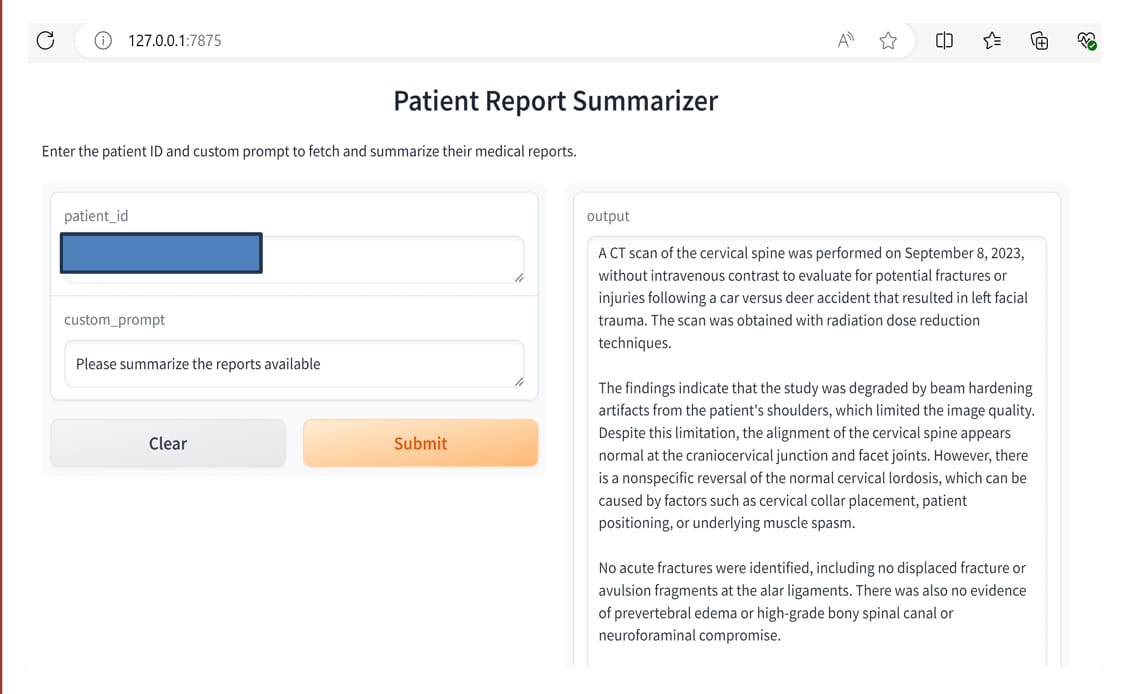 127.0.0.1:7875
Patient Report Summarizer
Enter the patient ID and custom prompt to fetch and summarize their medical reports.
patient_id
custom_prompt
Please summarize the reports available
Clear
Submit
output
A CT scan of the cervical spine was performed on September 8, 2023,
without intravenous contrast to evaluate for potential fractures or
injuries following a car versus deer accident that resulted in left facial
trauma. The scan was obtained with radiation dose reduction
techniques.
The findings indicate that the study was degraded by beam hardening
artifacts from the patient's shoulders, which limited the image quality.
Despite this limitation, the alignment of the cervical spine appears
normal at the craniocervical junction and facet joints. However, there
is a nonspecific reversal of the normal cervical lordosis, which can be
caused by factors such as cervical collar placement, patient
positioning, or underlying muscle spasm.
No acute fractures were identified, including no displaced fracture or
avulsion fragments at the alar ligaments. There was also no evidence
of prevertebral edema or high-grade bony spinal canal or
neuroforaminal compromise.